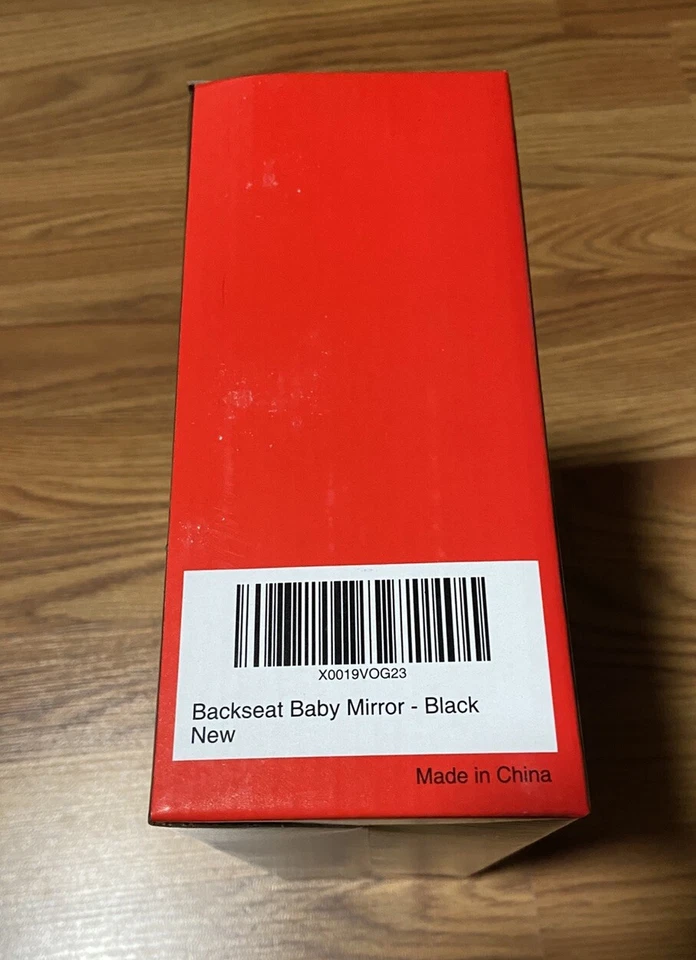 X0019VOG23
Backseat Baby Mirror - Black
New
Made in China